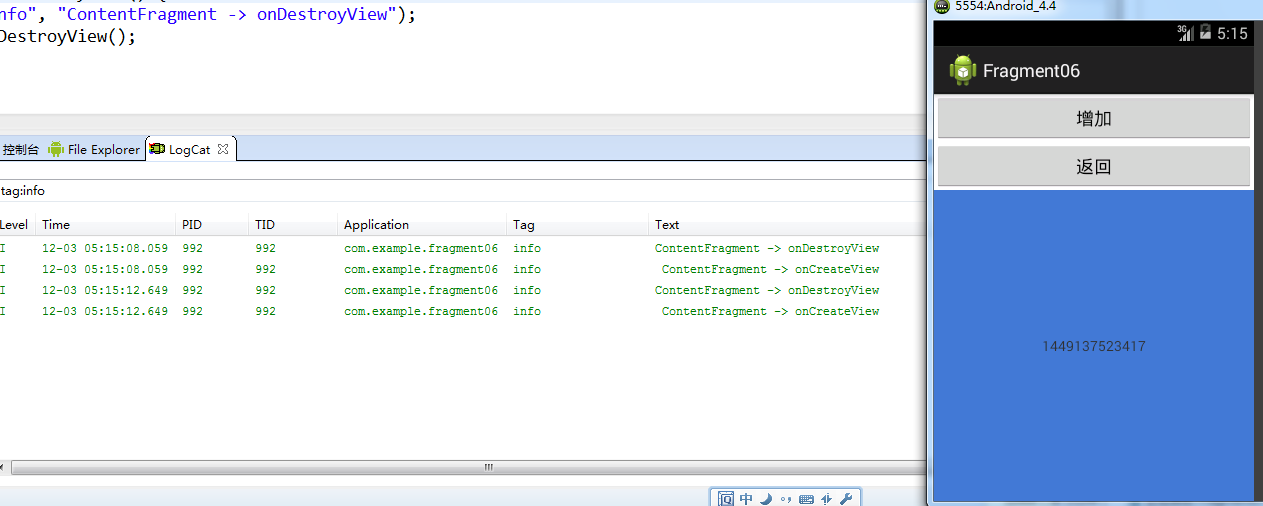 nfo", "ContentFragment -> onDestroyView");
DestroyView();
控制台 File Explorer LogCat
tag:info
Level Time PID TID Application Tag Text
I 12-03 05:15:08.059 992 992 com.example.fragment06 info ContentFragment -> onDestroyView
I 12-03 05:15:08.059 992 992 com.example.fragment06 info ContentFragment -> onCreateView
I 12-03 05:15:12.649 992 992 com.example.fragment06 info ContentFragment -> onDestroyView
I 12-03 05:15:12.649 992 992 com.example.fragment06 info ContentFragment -> onCreateView
中
5554:Android_4.4
3G 5:15
Fragment06
增加
返回
1449137523417